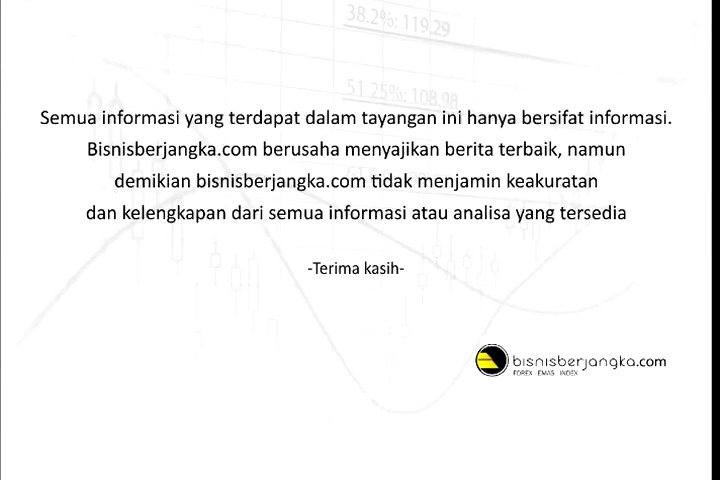 38.2%: 119.29
51.25%: 108.98
Semua informasi yang terdapat dalam tayangan ini hanya bersifat informasi.
Bisnisberjangka.com berusaha menyajikan berita terbaik, namun
demikian bisnisberjangka.com tidak menjamin keakuratan
dan kelengkapan dari semua informasi atau analisa yang tersedia
-Terima kasih-
bisnisberjangka.com
FOREX EMAS INDEX